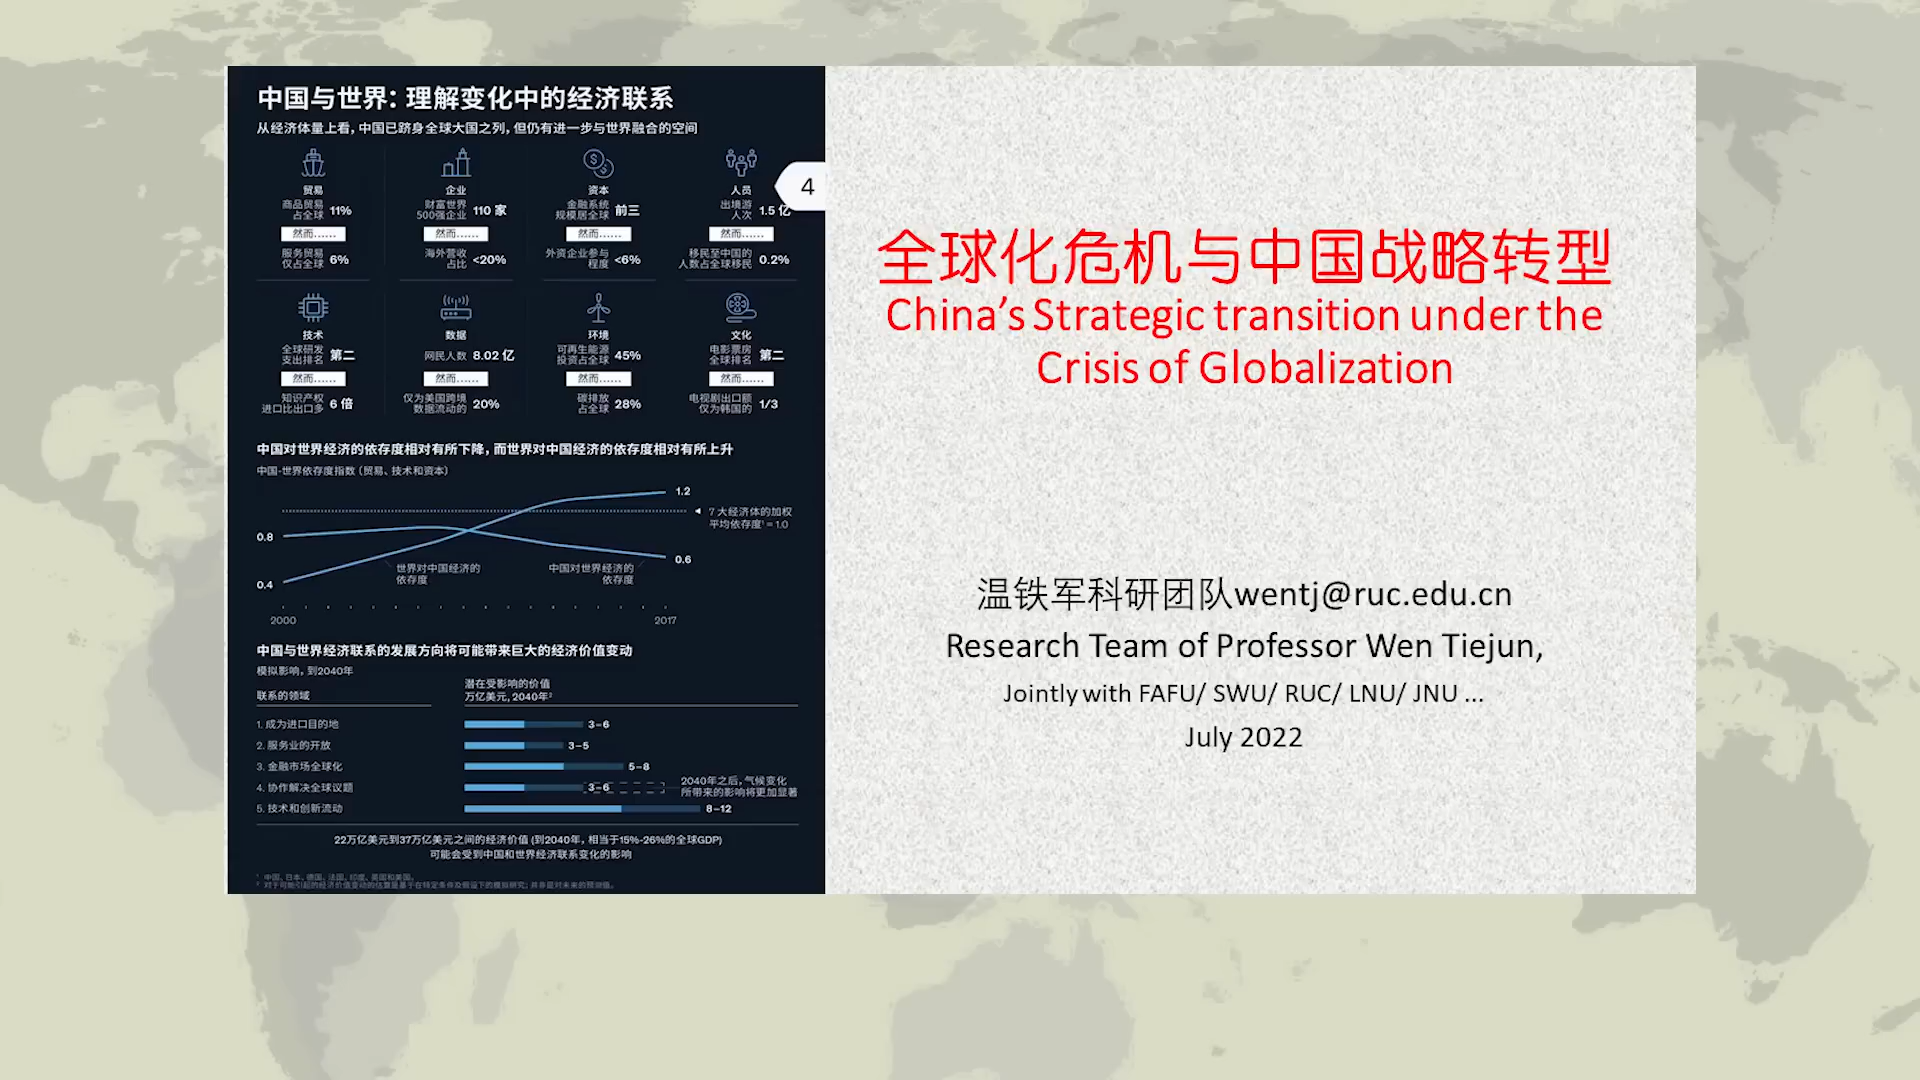 中国与世界：理解变化中的经济联系
从经济体量上看，中国已跻身全球大国之列，但仍有进一步与世界融合的空间
贸易
商品贸易
占全球 11%
然而……
服务贸易
仅占全球 6%
企业
财富世界
500强企业 110 家
然而……
海外营收
占比 <20%
资本
金融系统
规模居全球 前三
然而……
外资企业参与
程度 <6%
人员
出境游
人次 1.5 亿
然而……
移民至中国的
人数占全球移民 0.2%
4
技术
全球研发
支出排名 第二
然而……
知识产权
进口比出口多 6 倍
数据
网民人数 8.02 亿
然而……
仅为美国跨境
数据流动的 20%
环境
可再生能源
投资占全球 45%
然而……
碳排放
占全球 28%
文化
电影票房
全球排名 第二
然而……
电视剧出口额
仅为韩国的 1/3
中国对世界经济的依存度相对有所下降，而世界对中国经济的依存度相对有所上升
中国-世界依存度指数（贸易、技术和资本）
1.2
7 大经济体的加权
平均依存度¹ = 1.0
0.8
0.6
世界对中国经济的
依存度
中国对世界经济的
依存度
0.4
2000
2017
中国与世界经济联系的发展方向将可能带来巨大的经济价值变动
模拟影响，到2040年
联系的领域
潜在受影响的价值
万亿美元，2040年²
1. 成为进口目的地 3–6
2. 服务业的开放 3–5
3. 金融市场全球化 5–8
4. 协作解决全球议题 3–6
2040年之后，气候变化
所带来的影响将更加显著
5. 技术和创新流动 8–12
22万亿美元到37万亿美元之间的经济价值 (到2040年，相当于15%-26%的全球GDP)
可能会受到中国和世界经济联系变化的影响
¹ 中国、日本、德国、法国、印度、英国和美国。
全球化危机与中国战略转型
China’s Strategic transition under the
Crisis of Globalization
温铁军科研团队wentj@ruc.edu.cn
Research Team of Professor Wen Tiejun,
Jointly with FAFU/ SWU/ RUC/ LNU/ JNU ...
July 2022